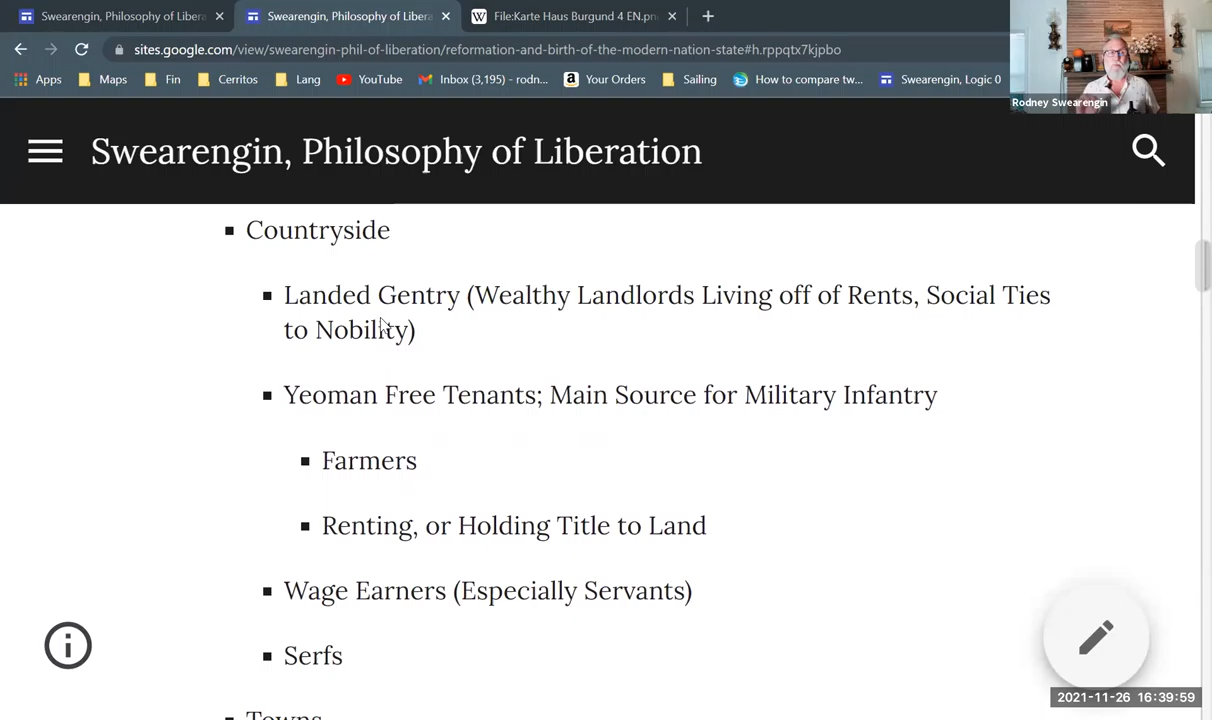 Swearengin, Philosophy of Libera
Swearengin, Philosophy of Libera
File:Karte Haus Burgund 4 EN.pn
sites.google.com/view/swearengin-phil-of-liberation/reformation-and-birth-of-the-modern-nation-state#h.rppqtx7kjpbo
Apps
Maps
Fin
Cerritos
Lang
YouTube
Inbox (3,195) - rodn...
Your Orders
Sailing
How to compare tw...
Swearengin, Logic 0
Rodney Swearengin
Swearengin, Philosophy of Liberation
Countryside
Landed Gentry (Wealthy Landlords Living off of Rents, Social Ties
to Nobility)
Yeoman Free Tenants; Main Source for Military Infantry
Farmers
Renting, or Holding Title to Land
Wage Earners (Especially Servants)
Serfs
Towns
2021-11-26 16:39:59